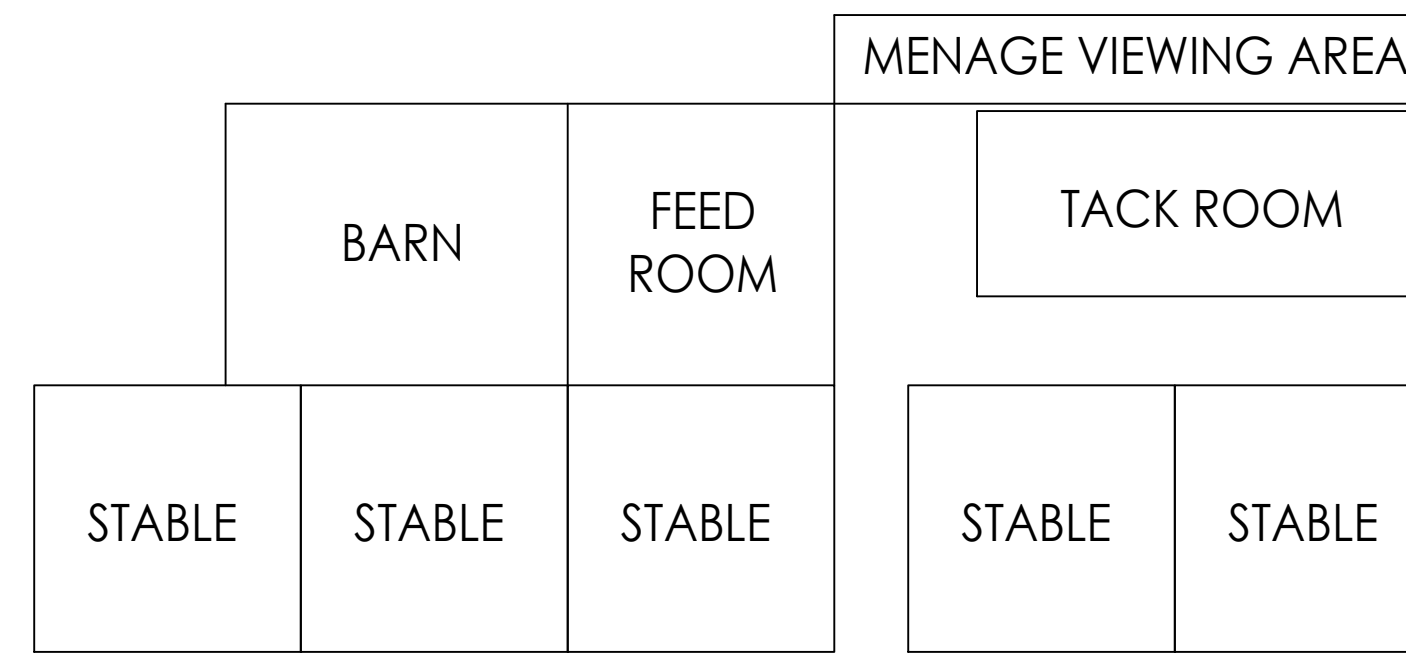 MENAGE VIEWING AREA
BARN
FEED
ROOM
TACK ROOM
STABLE
STABLE
STABLE
STABLE
STABLE